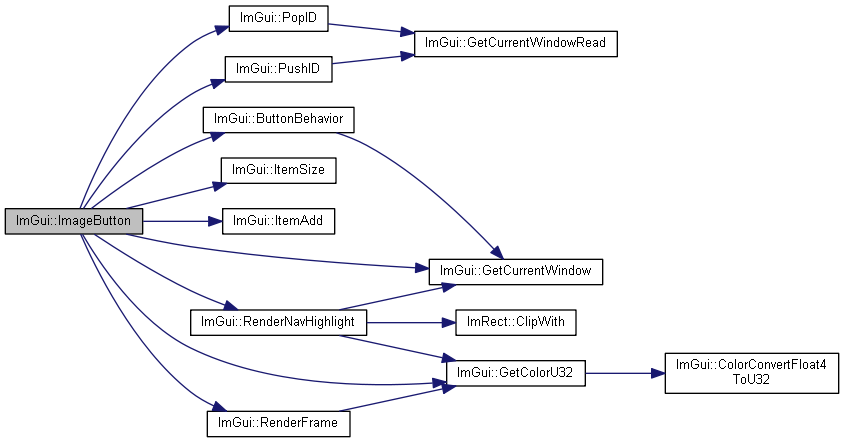 ImGui::PopID
ImGui::GetCurrentWindowRead
ImGui::PushID
ImGui::ButtonBehavior
ImGui::ItemSize
ImGui::ImageButton
ImGui::ItemAdd
ImGui::GetCurrentWindow
ImGui::RenderNavHighlight
ImRect::ClipWith
ImGui::GetColorU32
ImGui::ColorConvertFloat4
ToU32
ImGui::RenderFrame